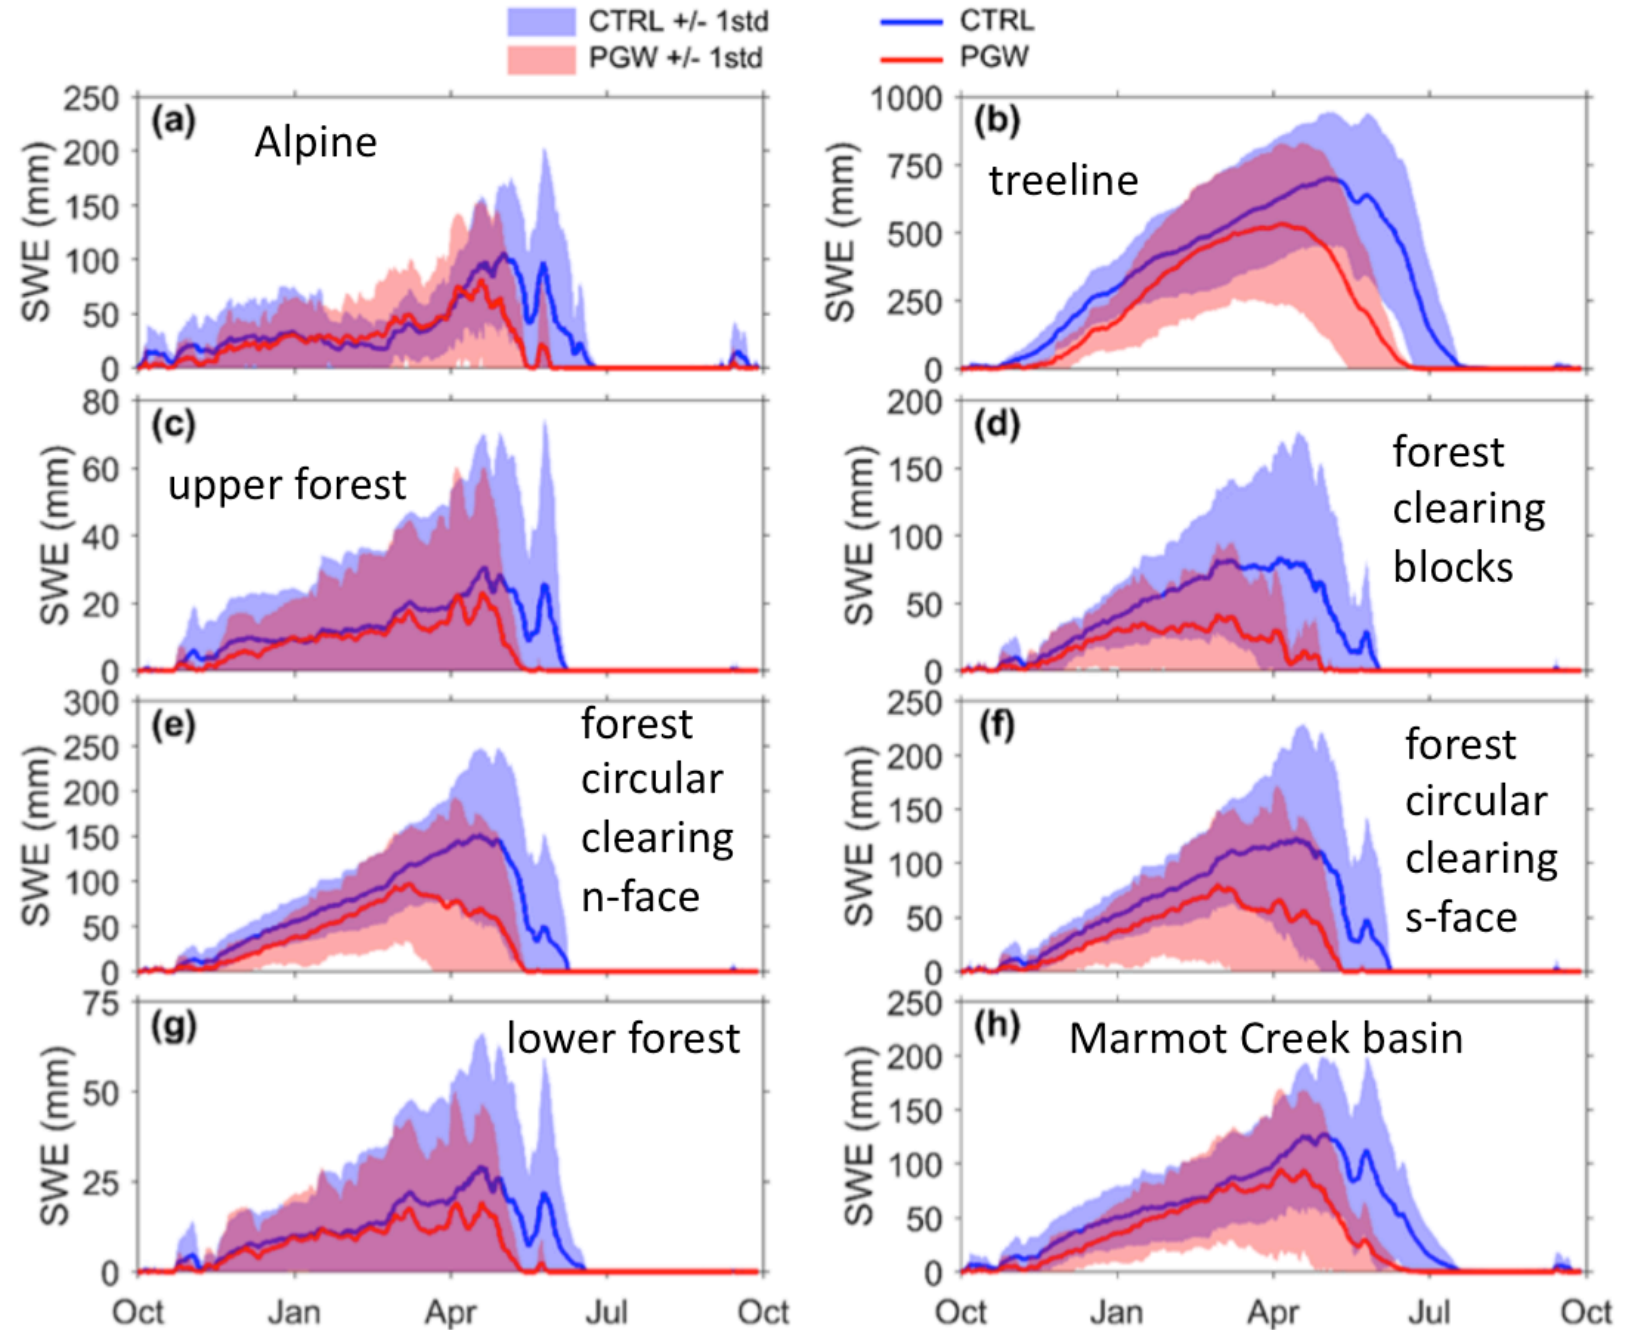 CTRL +/- 1std CTRL
PGW +/- 1std PGW
250 (a) Alpine
200
150
100
50
0
SWE (mm)
1000 (b)
750 treeline
500
250
0
SWE (mm)
80 (c)
60 upper forest
40
20
0
SWE (mm)
200 (d)
150
100
50
0
SWE (mm)
forest
clearing
blocks
300 (e)
250
200
150
100
50
0
SWE (mm)
forest
circular
clearing
n-face
250 (f)
200
150
100
50
0
SWE (mm)
forest
circular
clearing
s-face
75 (g) lower forest
50
25
0
SWE (mm)
Oct Jan Apr Jul Oct
250 (h) Marmot Creek basin
200
150
100
50
0
SWE (mm)
Oct Jan Apr Jul Oct